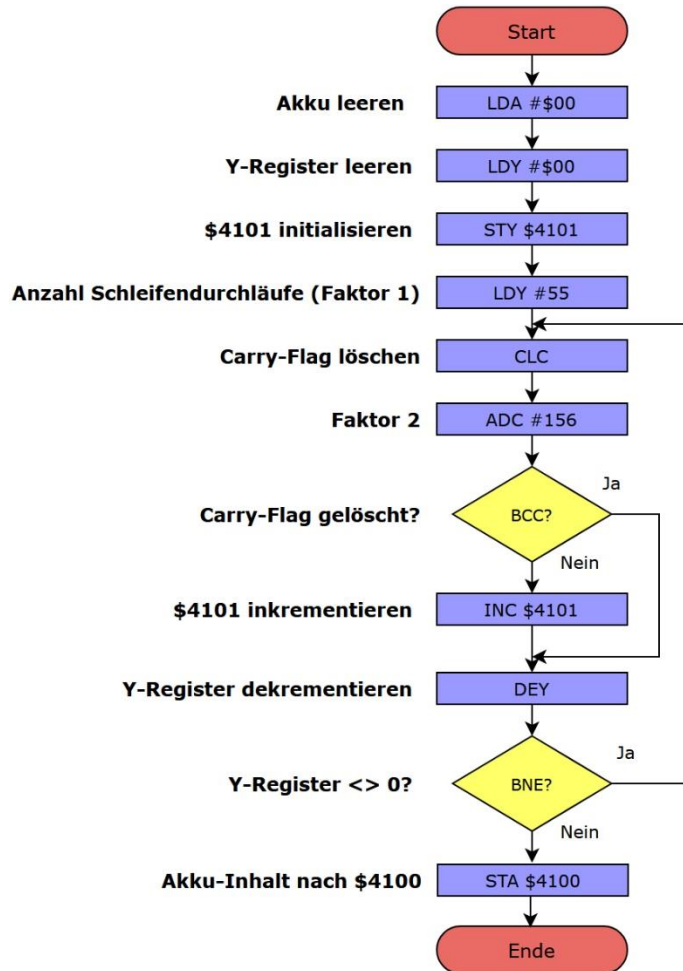 Start
Akku leeren
LDA #$00
Y-Register leeren
LDY #$00
$4101 initialisieren
STY $4101
Anzahl Schleifendurchläufe (Faktor 1)
LDY #55
Carry-Flag löschen
CLC
Faktor 2
ADC #156
Ja
Carry-Flag gelöscht?
BCC?
Nein
$4101 inkrementieren
INC $4101
Y-Register dekrementieren
DEY
Ja
Y-Register <> 0?
BNE?
Nein
Akku-Inhalt nach $4100
STA $4100
Ende